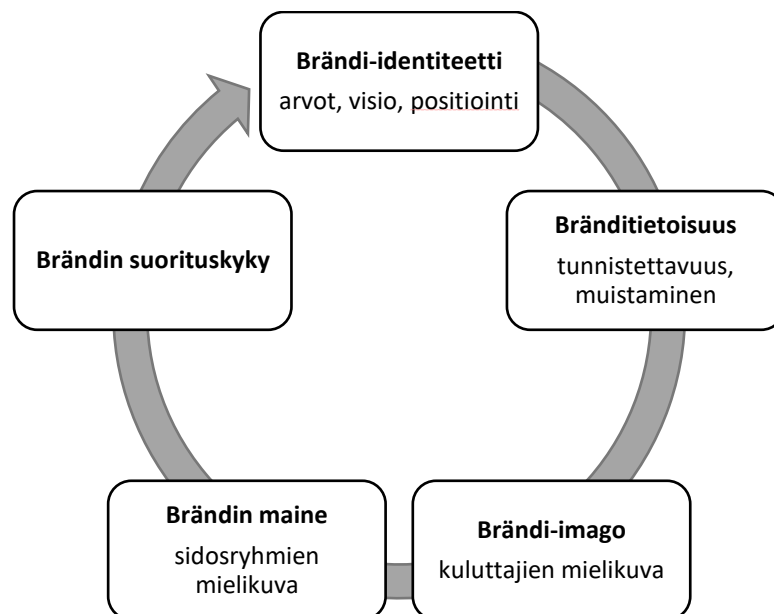 Brändi-identiteetti
arvot, visio, positiointi
Bränditietoisuus
tunnistettavuus,
muistaminen
Brändi-imago
kuluttajien mielikuva
Brändin maine
sidosryhmien
mielikuva
Brändin suorituskyky